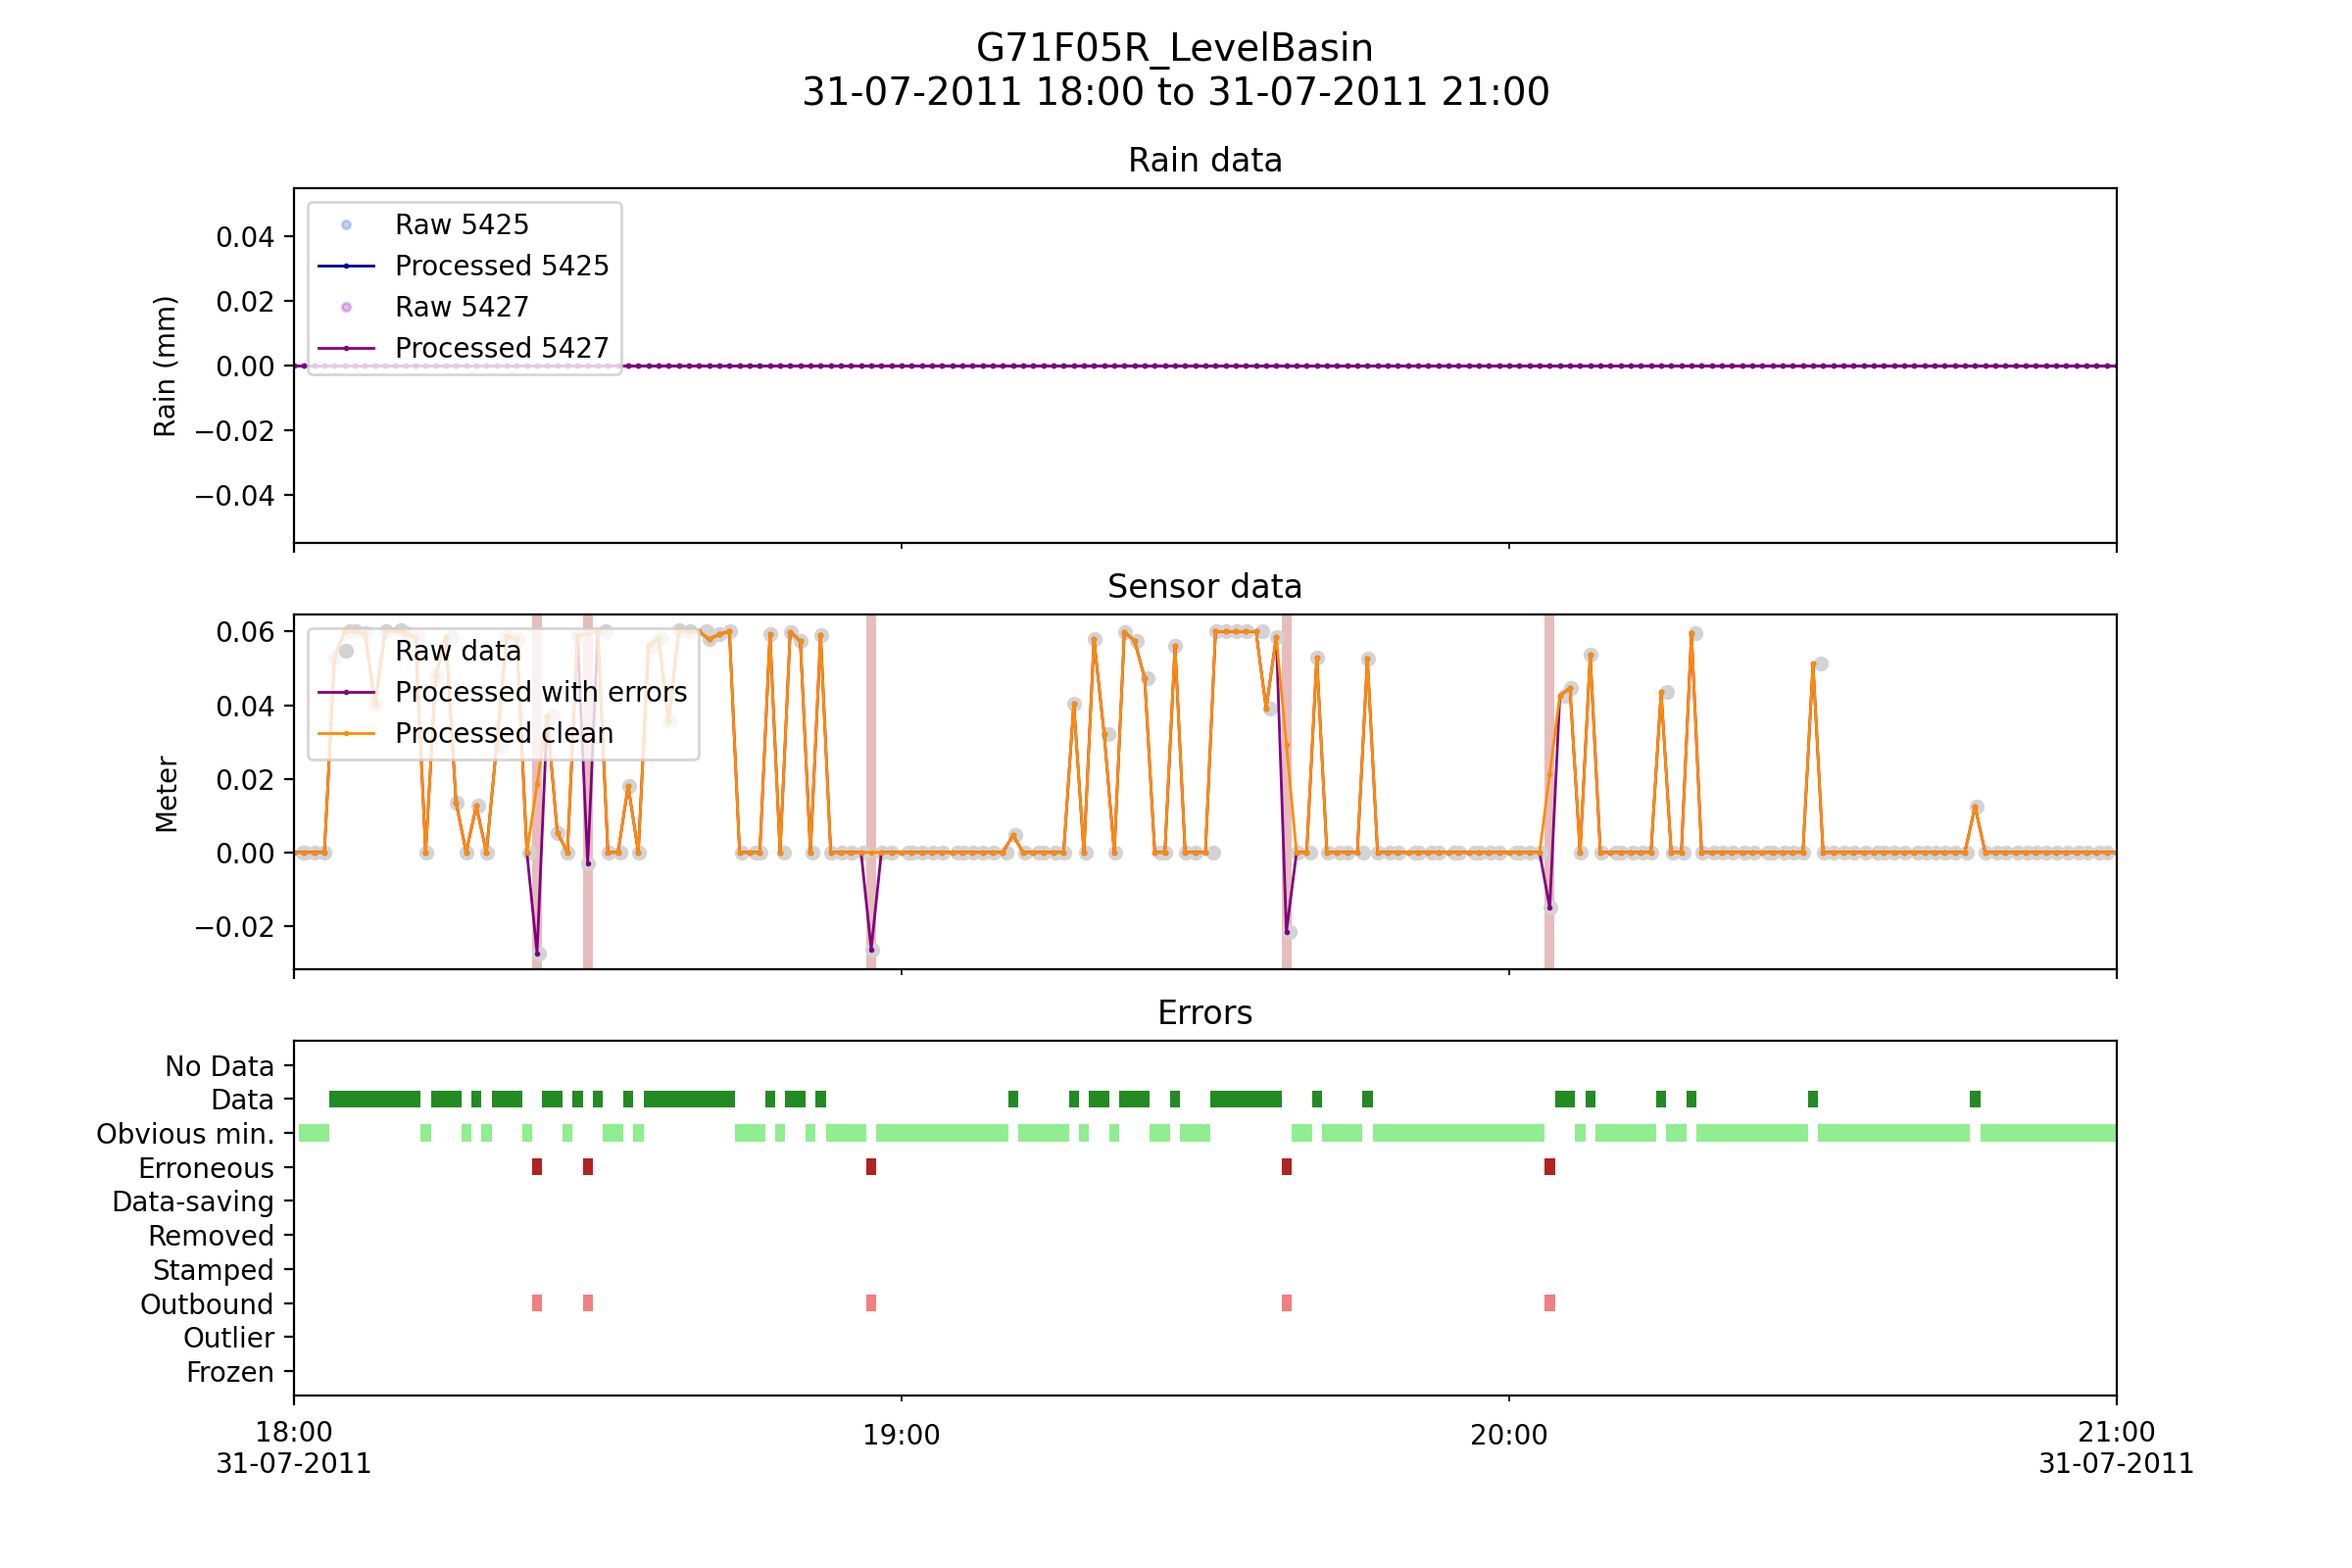 G71F05R_LevelBasin
31-07-2011 18:00 to 31-07-2011 21:00
Rain data
Rain (mm)
0.04
0.02
0.00
−0.02
−0.04
Raw 5425
Processed 5425
Raw 5427
Processed 5427
Sensor data
Meter
0.06
0.04
0.02
0.00
−0.02
Raw data
Processed with errors
Processed clean
Errors
No Data
Data
Obvious min.
Erroneous
Data-saving
Removed
Stamped
Outbound
Outlier
Frozen
18:00
31-07-2011
19:00
20:00
21:00
31-07-2011